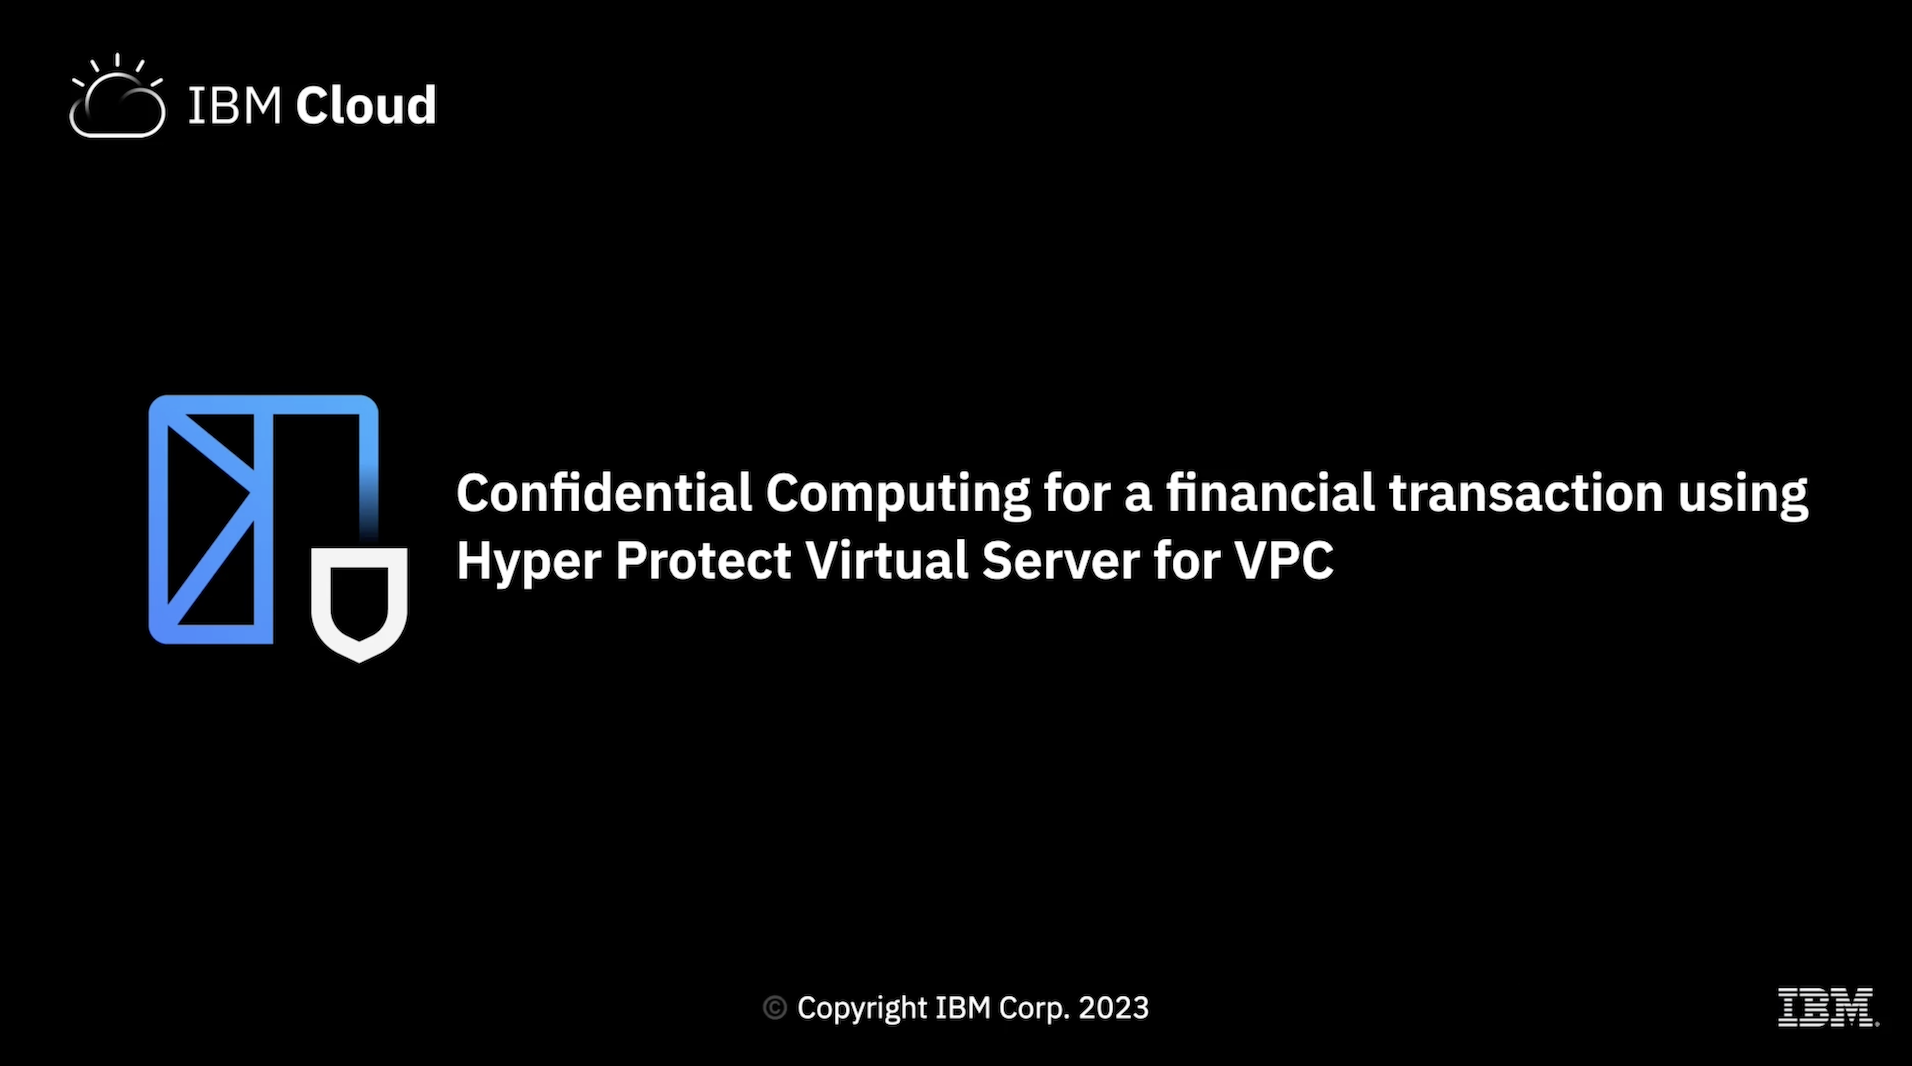 IBM Cloud
Confidential Computing for a financial transaction using
Hyper Protect Virtual Server for VPC
© Copyright IBM Corp. 2023
IBM®